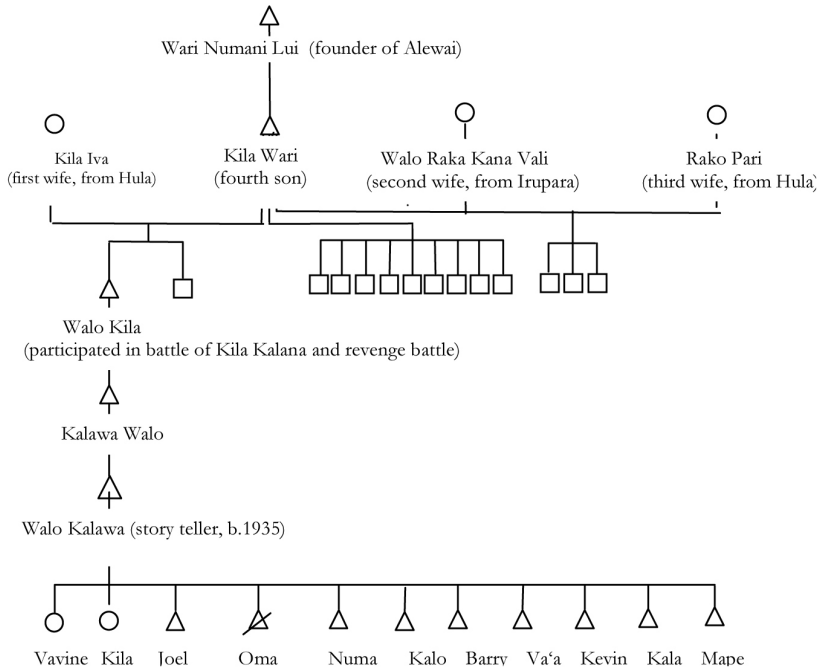 Wari Numani Lui (founder of Alewai)
Kila Iva
(first wife, from Hula)
Kila Wari
(fourth son)
Walo Raka Kana Vali
(second wife, from Irupara)
Rako Pari
(third wife, from Hula)
Walo Kila
(participated in battle of Kila Kalana and revenge battle)
Kalawa Walo
Walo Kalawa (story teller, b.1935)
Vavine Kila Joel Oma Numa Kalo Barry Va‘a Kevin Kala Mape